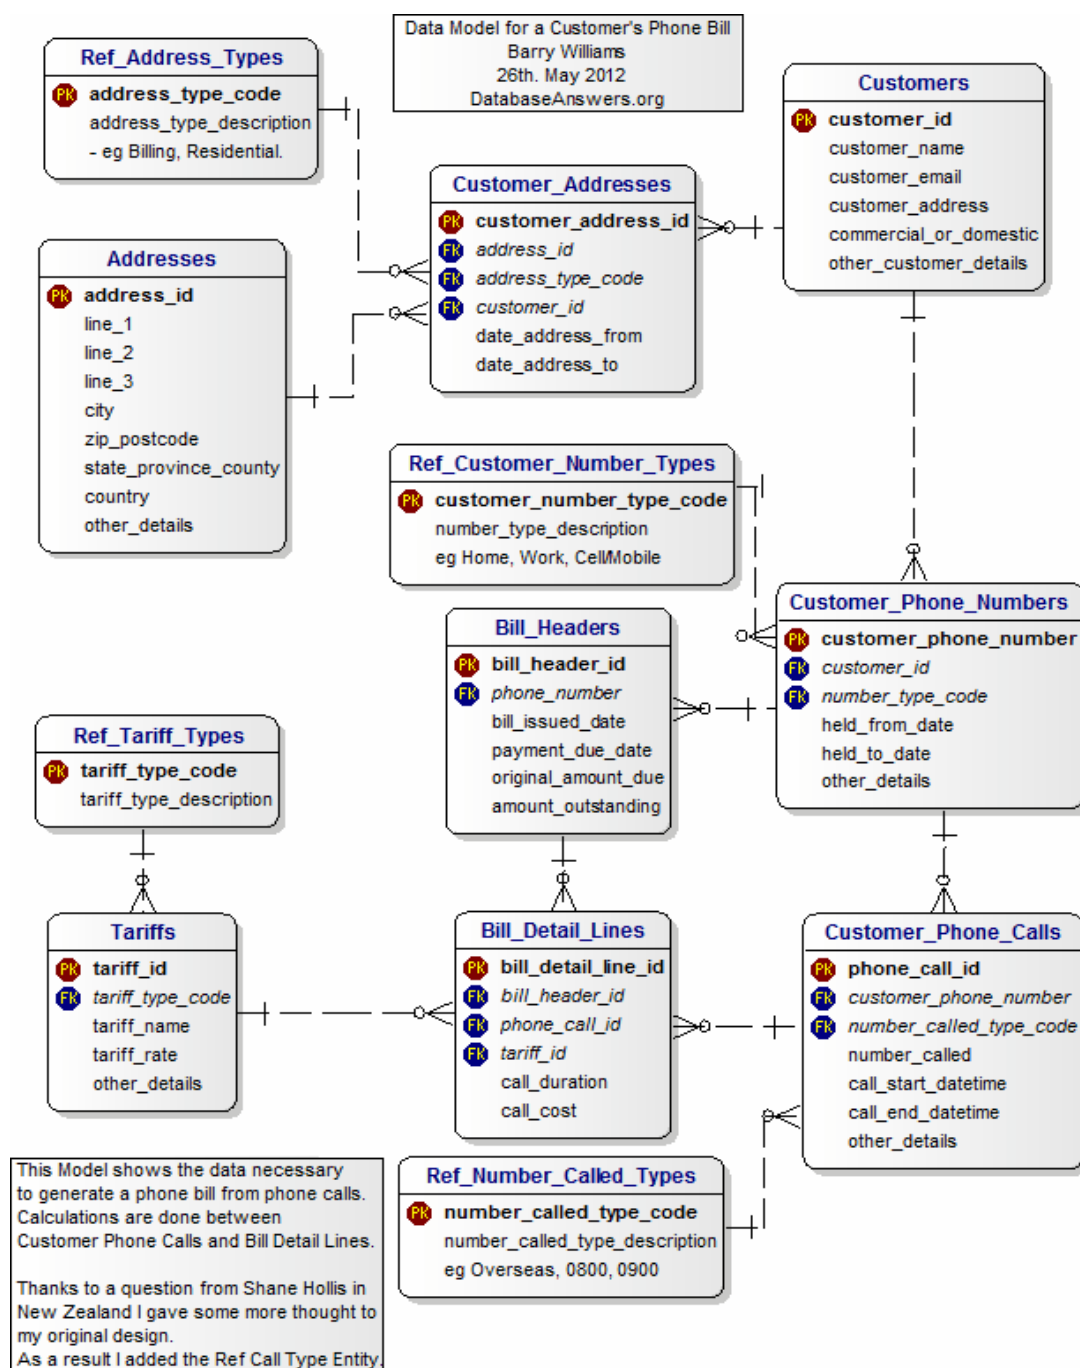 Data Model for a Customer's Phone Bill
Barry Williams
26th. May 2012
DatabaseAnswers.org
Ref_Address_Types
PK address_type_code
address_type_description
- eg Billing, Residential.
Customers
PK customer_id
customer_name
customer_email
customer_address
commercial_or_domestic
other_customer_details
Customer_Addresses
PK customer_address_id
FK address_id
FK address_type_code
FK customer_id
date_address_from
date_address_to
Addresses
PK address_id
line_1
line_2
line_3
city
zip_postcode
state_province_county
country
other_details
Ref_Customer_Number_Types
PK customer_number_type_code
number_type_description
eg Home, Work, Cell/Mobile
Customer_Phone_Numbers
PK customer_phone_number
FK customer_id
FK number_type_code
held_from_date
held_to_date
other_details
Bill_Headers
PK bill_header_id
FK phone_number
bill_issued_date
payment_due_date
original_amount_due
amount_outstanding
Ref_Tariff_Types
PK tariff_type_code
tariff_type_description
Tariffs
PK tariff_id
FK tariff_type_code
tariff_name
tariff_rate
other_details
Bill_Detail_Lines
PK bill_detail_line_id
FK bill_header_id
FK phone_call_id
FK tariff_id
call_duration
call_cost
Customer_Phone_Calls
PK phone_call_id
FK customer_phone_number
FK number_called_type_code
number_called
call_start_datetime
call_end_datetime
other_details
Ref_Number_Called_Types
PK number_called_type_code
number_called_type_description
eg Overseas, 0800, 0900
This Model shows the data necessary
to generate a phone bill from phone calls.
Calculations are done between
Customer Phone Calls and Bill Detail Lines.
Thanks to a question from Shane Hollis in
New Zealand I gave some more thought to
my original design.
As a result I added the Ref Call Type Entity.